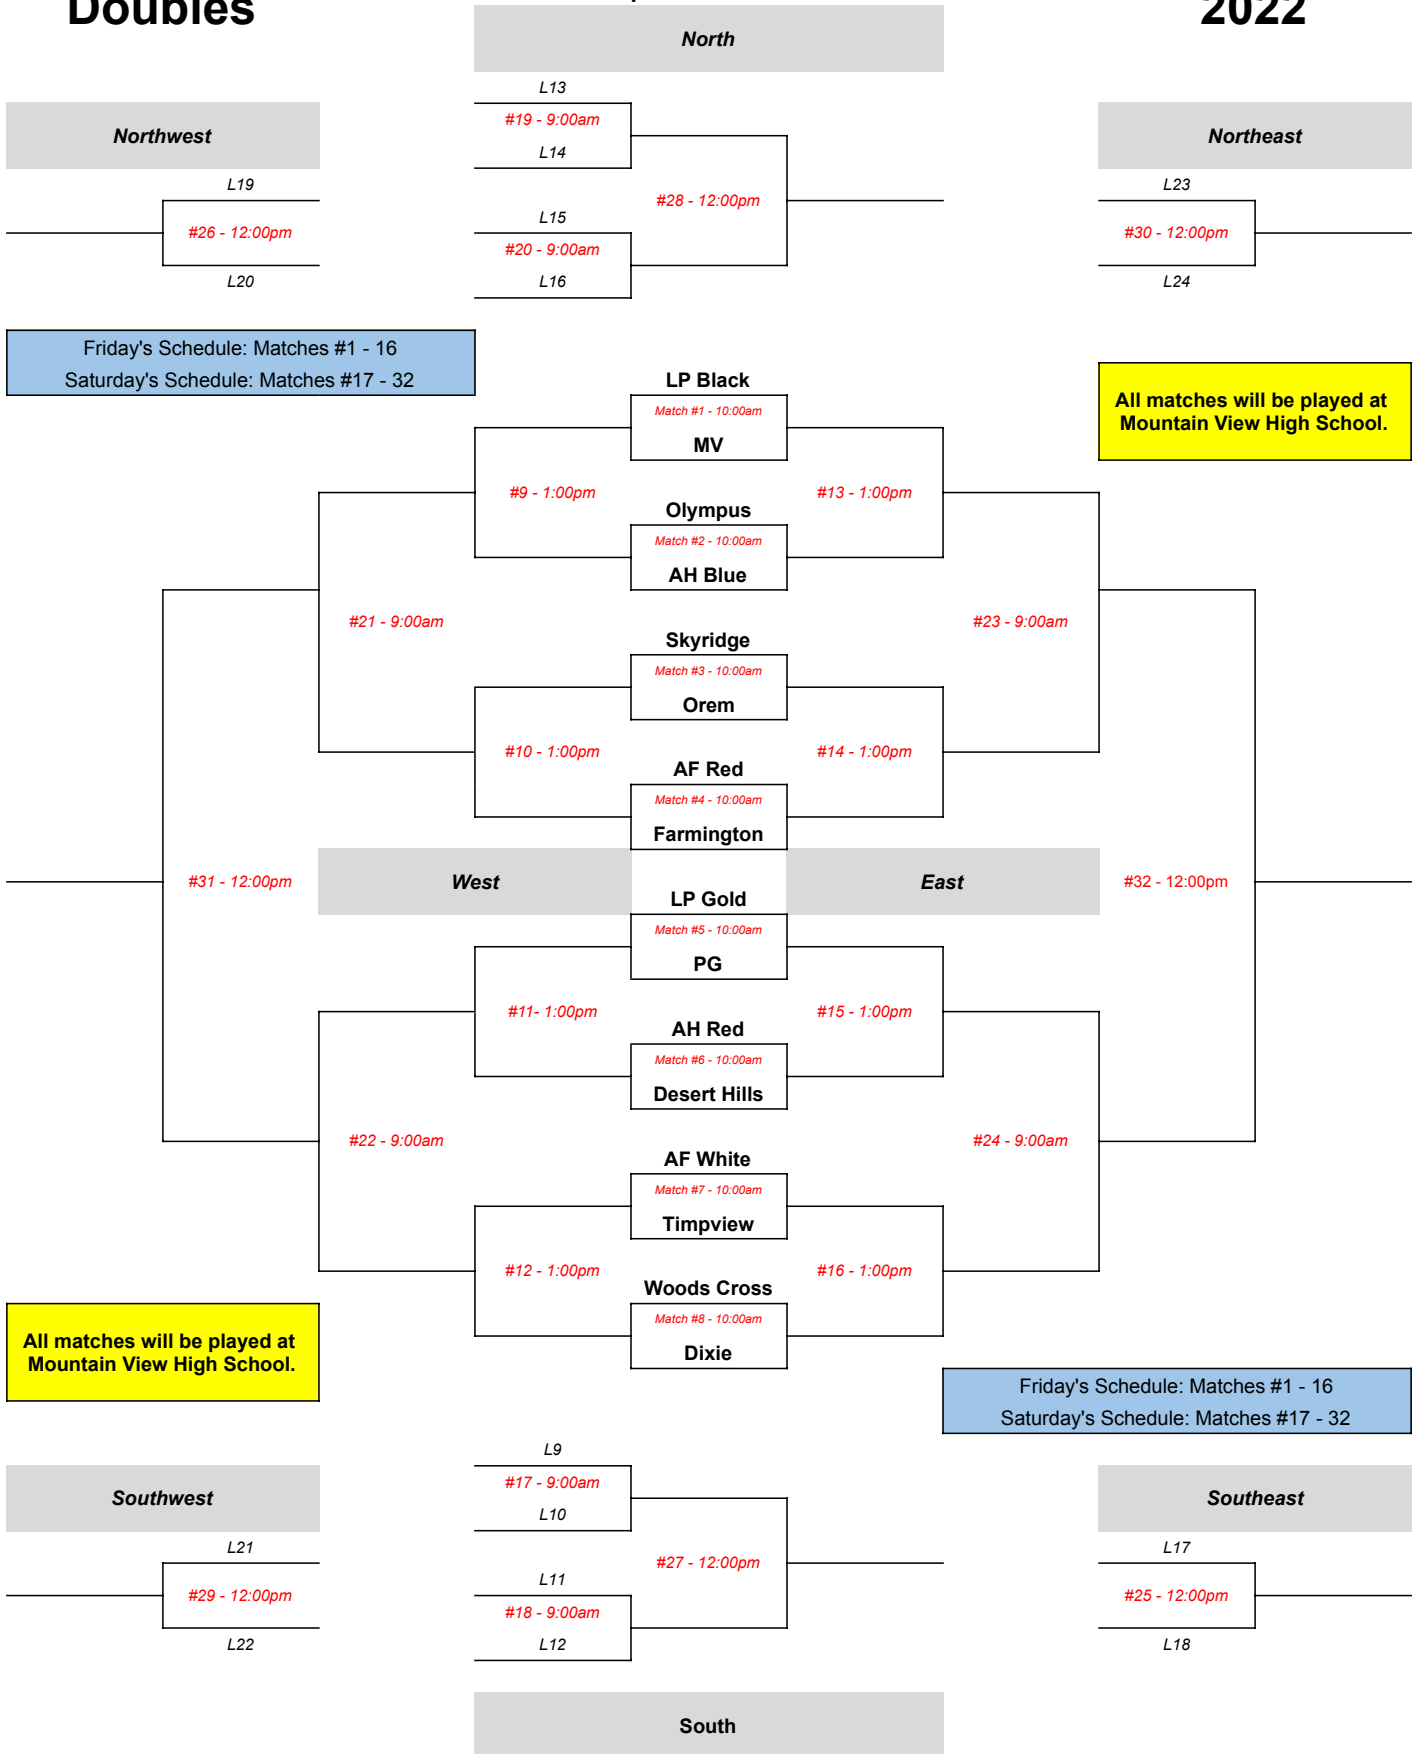 Doubles
2022
North
L13
Northwest
#19 - 9:00am
Northeast
L14
L19
L23
#28 - 12:00pm
L15
#26 - 12:00pm
#30 - 12:00pm
#20 - 9:00am
L20
L16
L24
Friday's Schedule: Matches #1 - 16
Saturday's Schedule: Matches #17 - 32
LP Black
All matches will be played at
Mountain View High School.
Match #1 - 10:00am
MV
#9 - 1:00pm
#13 - 1:00pm
Olympus
Match #2 - 10:00am
AH Blue
#21 - 9:00am
#23 - 9:00am
Skyridge
Match #3 - 10:00am
Orem
#10 - 1:00pm
#14 - 1:00pm
AF Red
Match #4 - 10:00am
Farmington
#31 - 12:00pm
West
East
#32 - 12:00pm
LP Gold
Match #5 - 10:00am
PG
#11- 1:00pm
#15 - 1:00pm
AH Red
Match #6 - 10:00am
Desert Hills
#22 - 9:00am
#24 - 9:00am
AF White
Match #7 - 10:00am
Timpview
#12 - 1:00pm
#16 - 1:00pm
Woods Cross
Match #8 - 10:00am
Dixie
All matches will be played at
Mountain View High School.
Friday's Schedule: Matches #1 - 16
Saturday's Schedule: Matches #17 - 32
L9
#17 - 9:00am
Southwest
Southeast
L10
L21
L17
#27 - 12:00pm
L11
#29 - 12:00pm
#25 - 12:00pm
#18 - 9:00am
L22
L12
L18
South